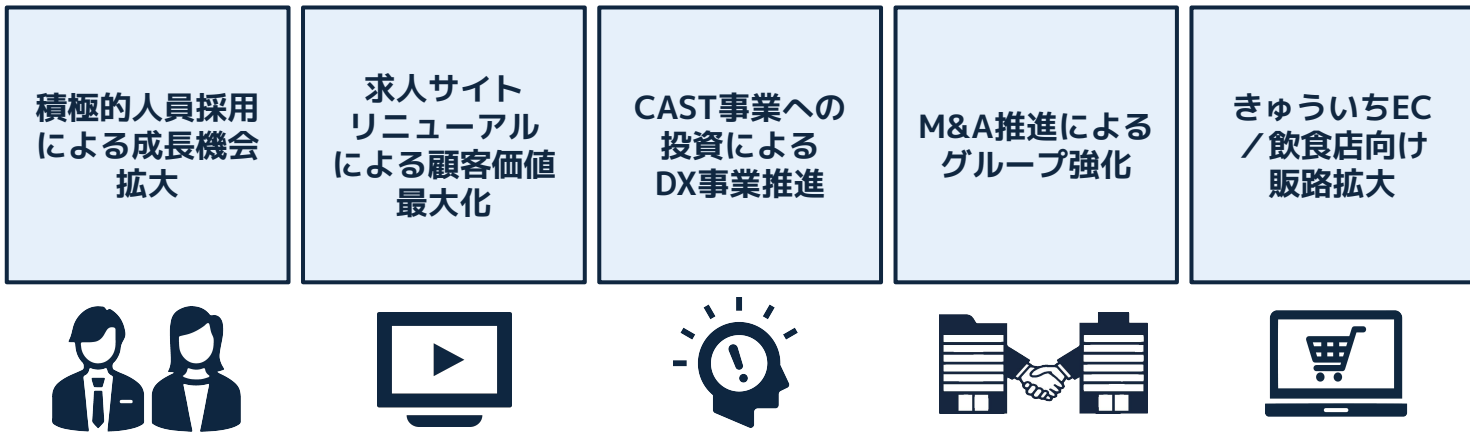 積極的人員採用
による成長機会
拡大
求人サイト
リニューアル
による顧客価値
最大化
CAST事業への
投資による
DX事業推進
M&A推進による
グループ強化
きゅういちEC
／飲食店向け
販路拡大